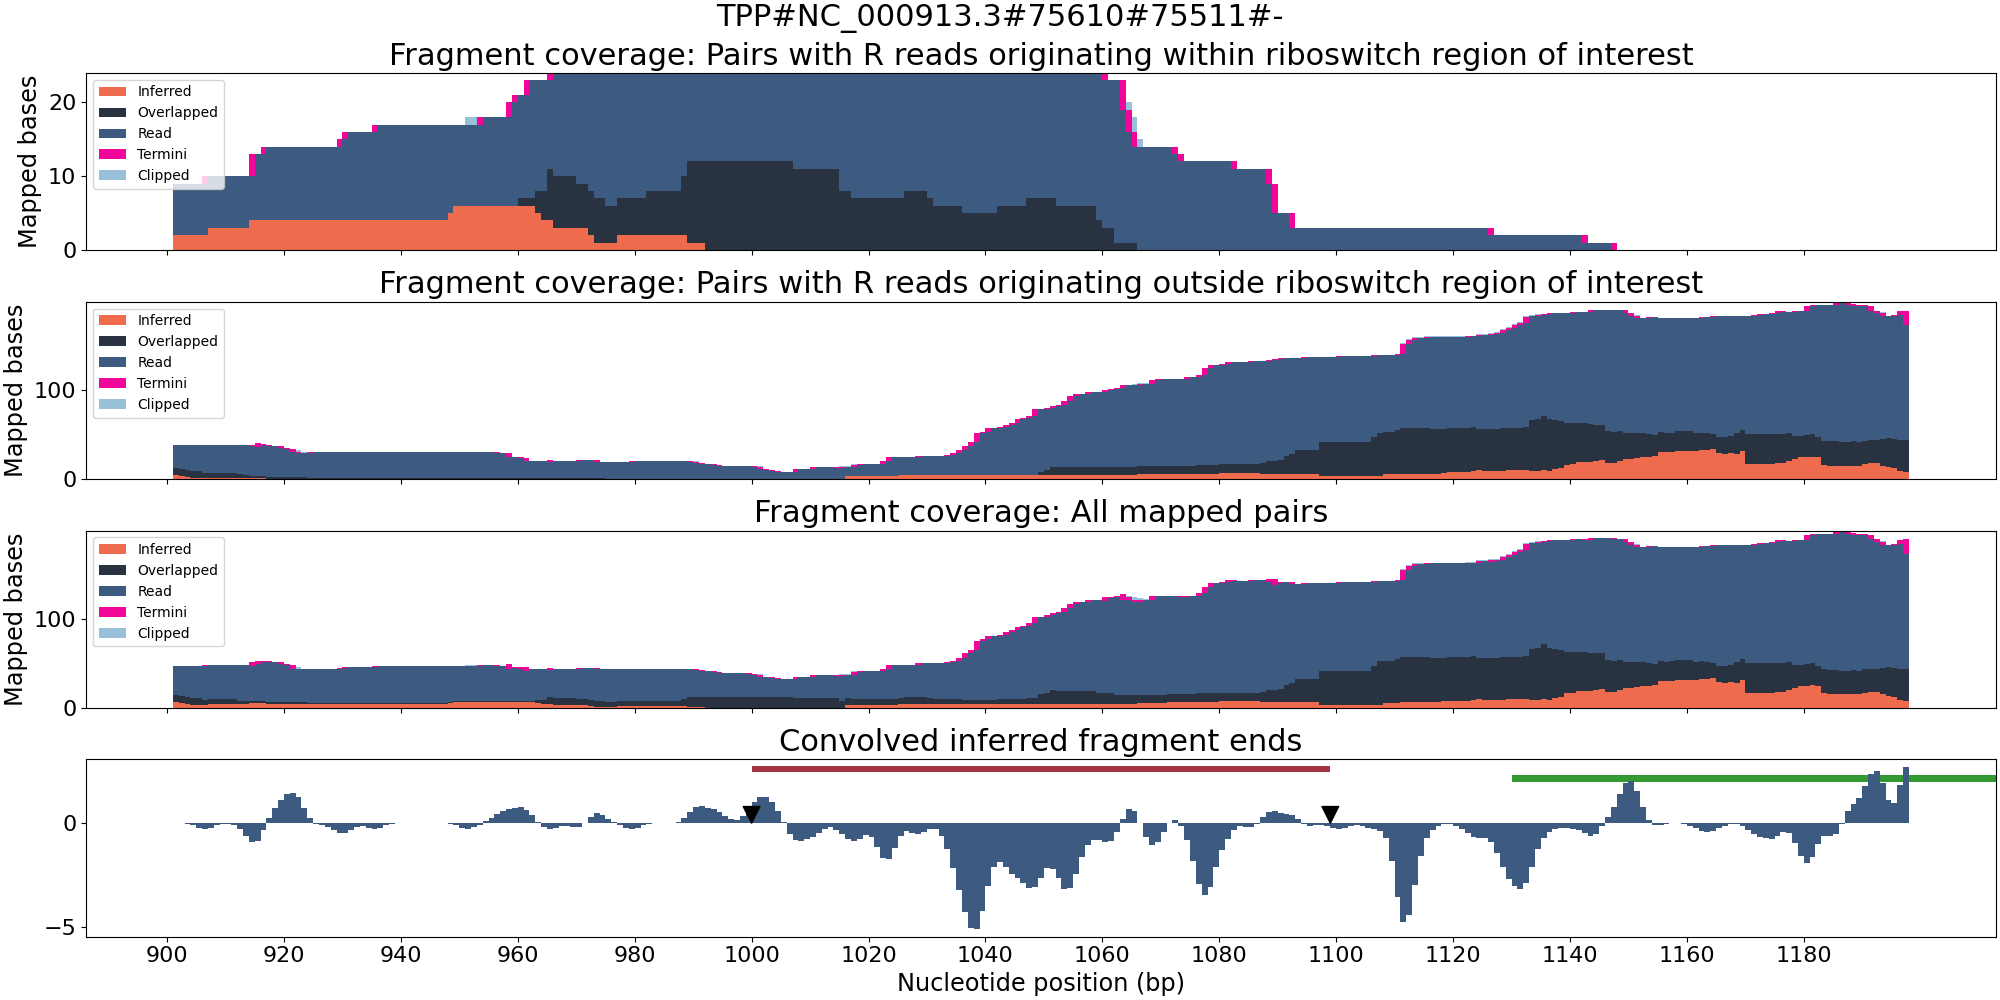 TPP#NC_000913.3#75610#75511#-
Fragment coverage: Pairs with R reads originating within riboswitch region of interest
Mapped bases
20
10
0
Inferred
Overlapped
Read
Termini
Clipped
Fragment coverage: Pairs with R reads originating outside riboswitch region of interest
Mapped bases
100
0
Inferred
Overlapped
Read
Termini
Clipped
Fragment coverage: All mapped pairs
Mapped bases
100
0
Inferred
Overlapped
Read
Termini
Clipped
Convolved inferred fragment ends
0
−5
900 920 940 960 980 1000 1020 1040 1060 1080 1100 1120 1140 1160 1180
Nucleotide position (bp)